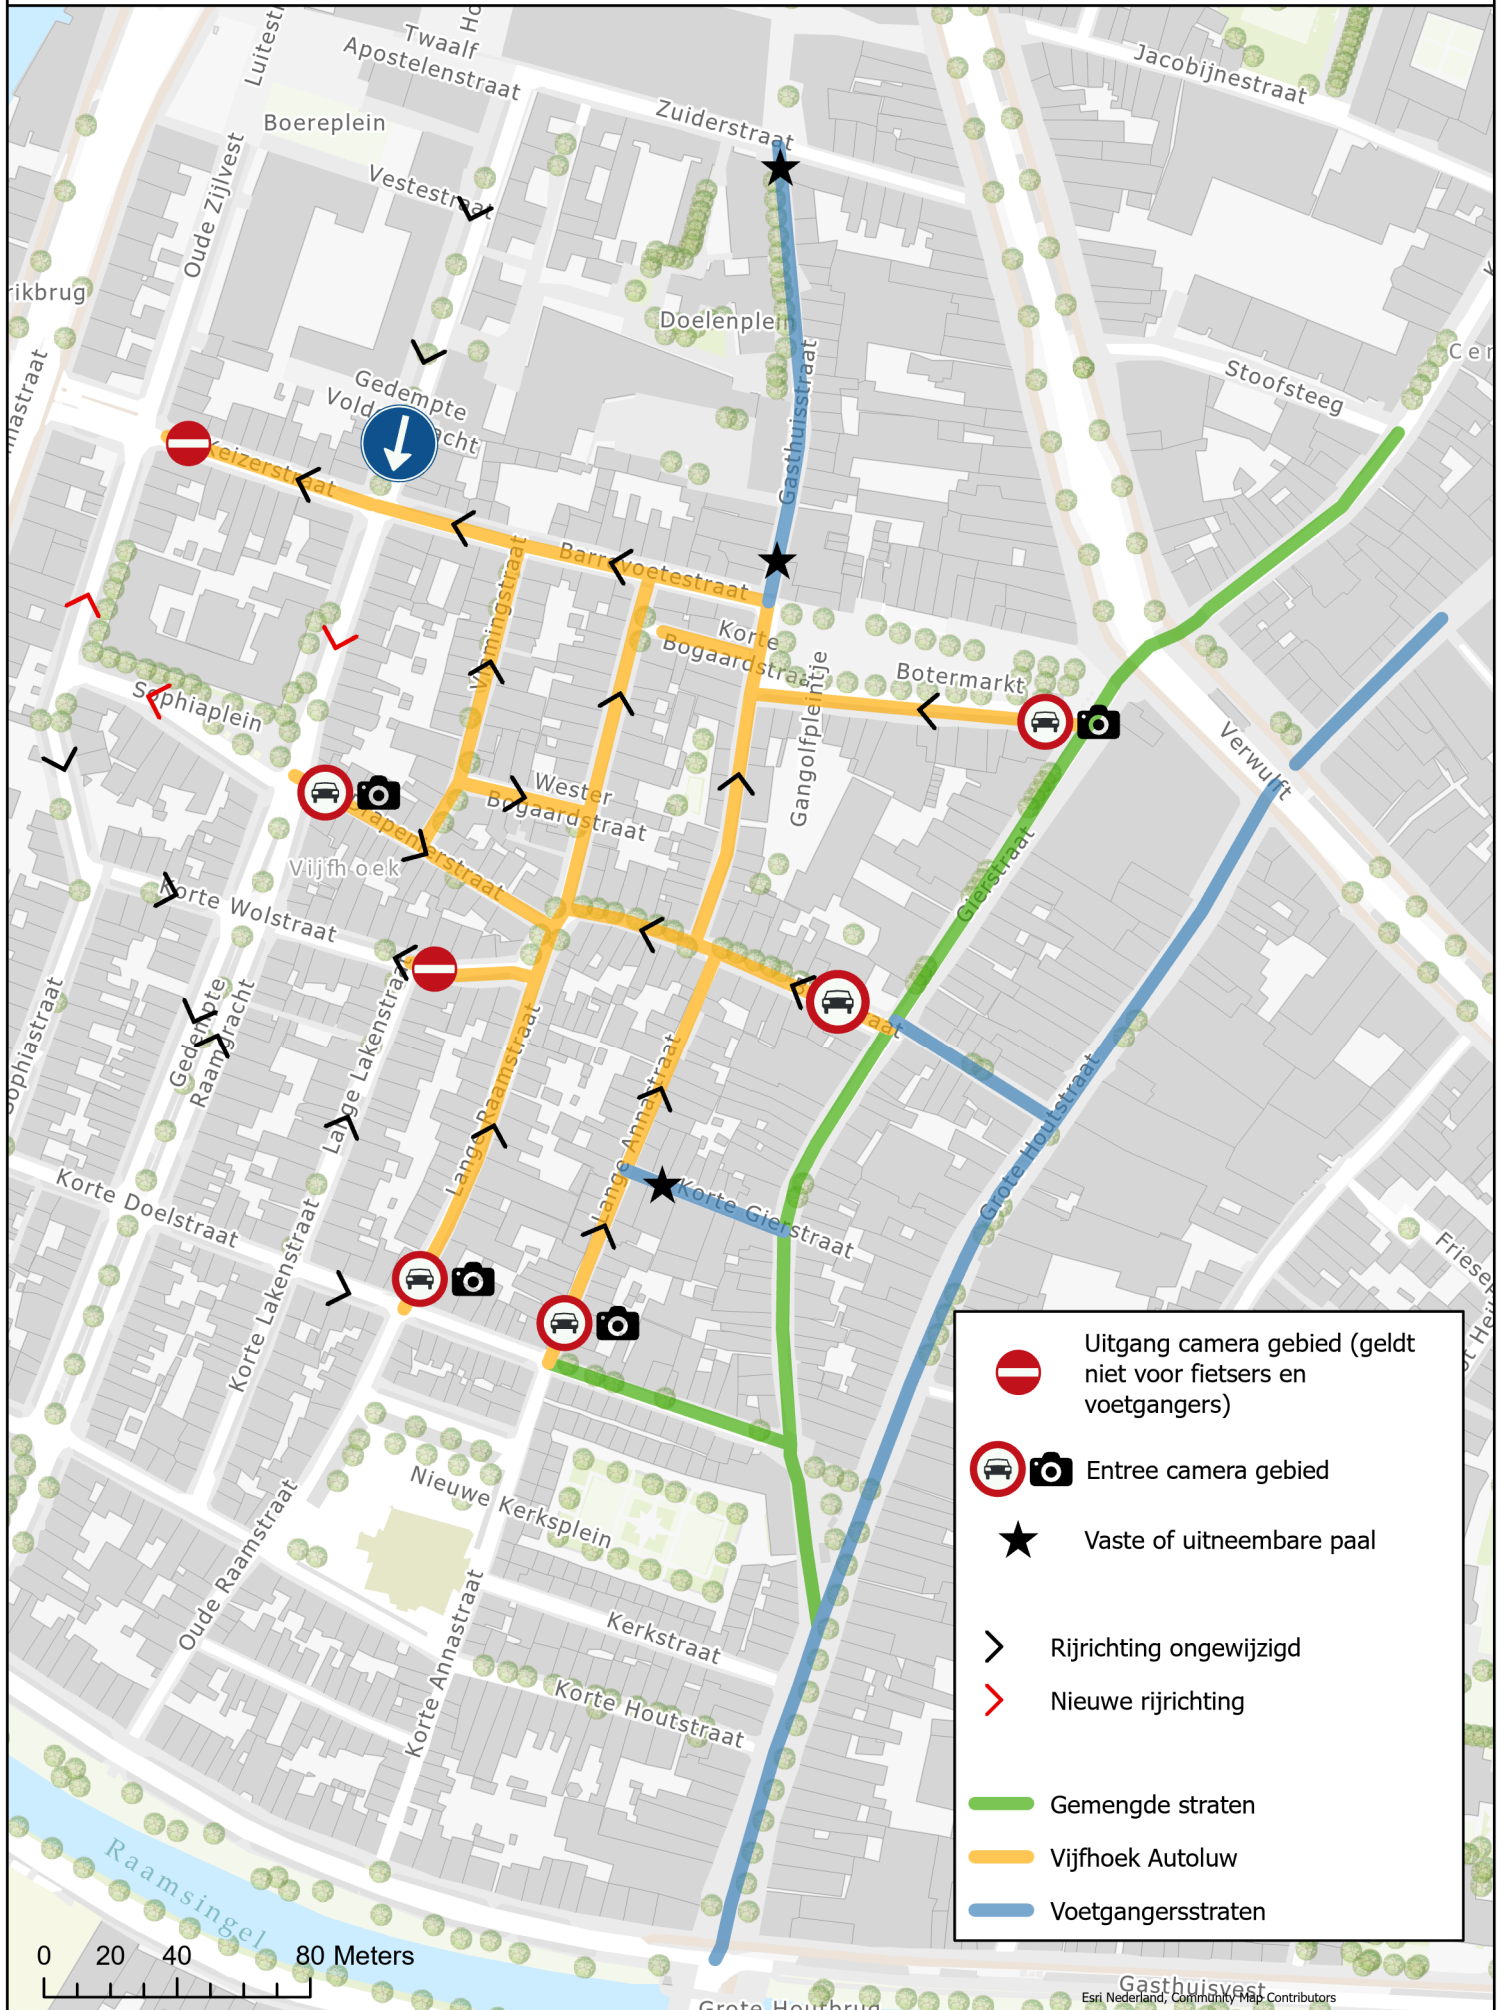 Twaalf
Apostelenstraat
Jacobijnestraat
Zuiderstraat
Boereplein
Vestestraat
Oude Zijlvest
rikbrug
Doelenplein
Gasthuisstraat
Stoofsteeg
Gedempte
Keizerstraat
Barrevoetestraat
Vlamingstraat
Korte
Bogaardstraat
Botermarkt
Gangolfpleintje
Sophiaplein
Verwulft
Wester
Bogaardstraat
Vijfhoek
Gierstraat
Korte Wolstraat
Sophiastraat
Gedempte
Raamgracht
Lange Lakenstraat
Lange Raamstraat
Lange Annastraat
Grote Houtstraat
Korte Gierstraat
Korte Doelstraat
Korte Lakenstraat
Nieuwe Kerksplein
Oude Raamstraat
Korte Annastraat
Kerkstraat
Korte Houtstraat
Raamsingel
Gasthuisvest
Grote Houtbrug
Uitgang camera gebied (geldt
niet voor fietsers en
voetgangers)
Entree camera gebied
Vaste of uitneembare paal
Rijrichting ongewijzigd
Nieuwe rijrichting
Gemengde straten
Vijfhoek Autoluw
Voetgangersstraten
0 20 40 80 Meters
Esri Nederland, Community Map Contributors